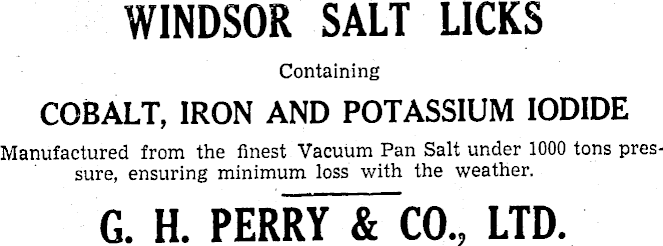 WINDSOR SALT LICKS
Containing
COBALT, IRON AND POTASSIUM IODIDE
Manufactured from the finest Vacuum Pan Salt under 1000 tons pres-
sure, ensuring minimum loss with the weather.
G. H. PERRY & CO., LTD.